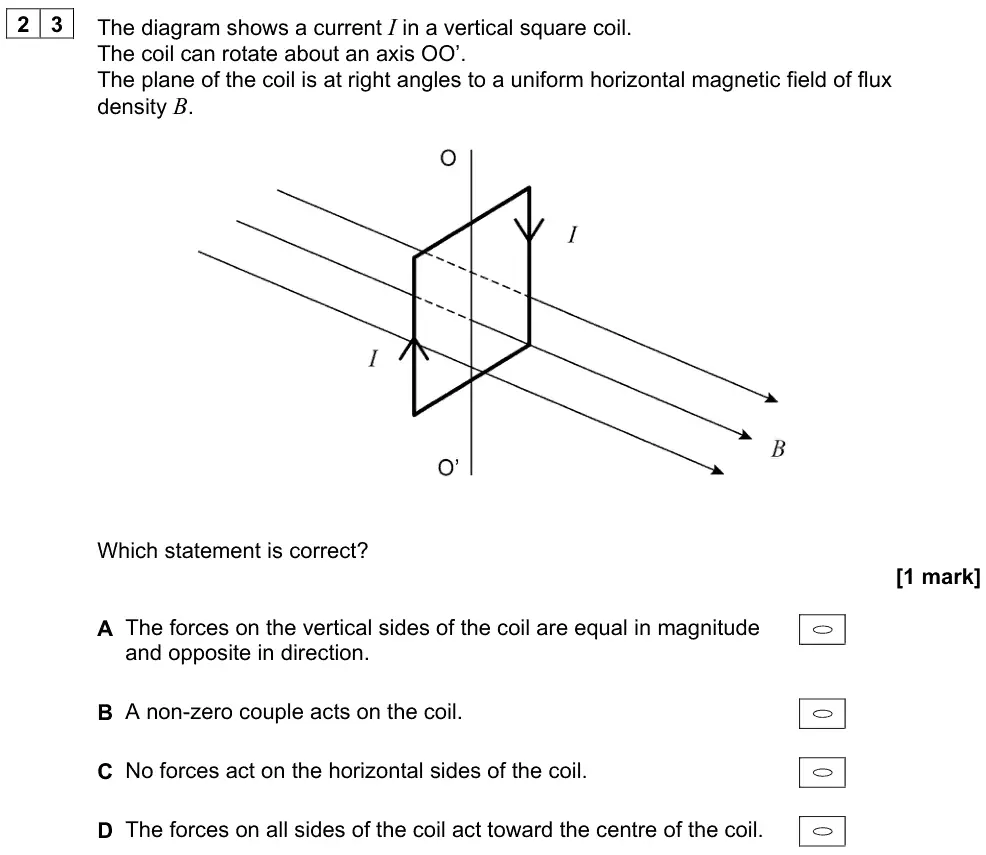 2 3 The diagram shows a current I in a vertical square coil.
The coil can rotate about an axis OO’.
The plane of the coil is at right angles to a uniform horizontal magnetic field of flux
density B.
O
I
I
B
O’
Which statement is correct?
[1 mark]
A The forces on the vertical sides of the coil are equal in magnitude
and opposite in direction.
B A non-zero couple acts on the coil.
C No forces act on the horizontal sides of the coil.
D The forces on all sides of the coil act toward the centre of the coil.